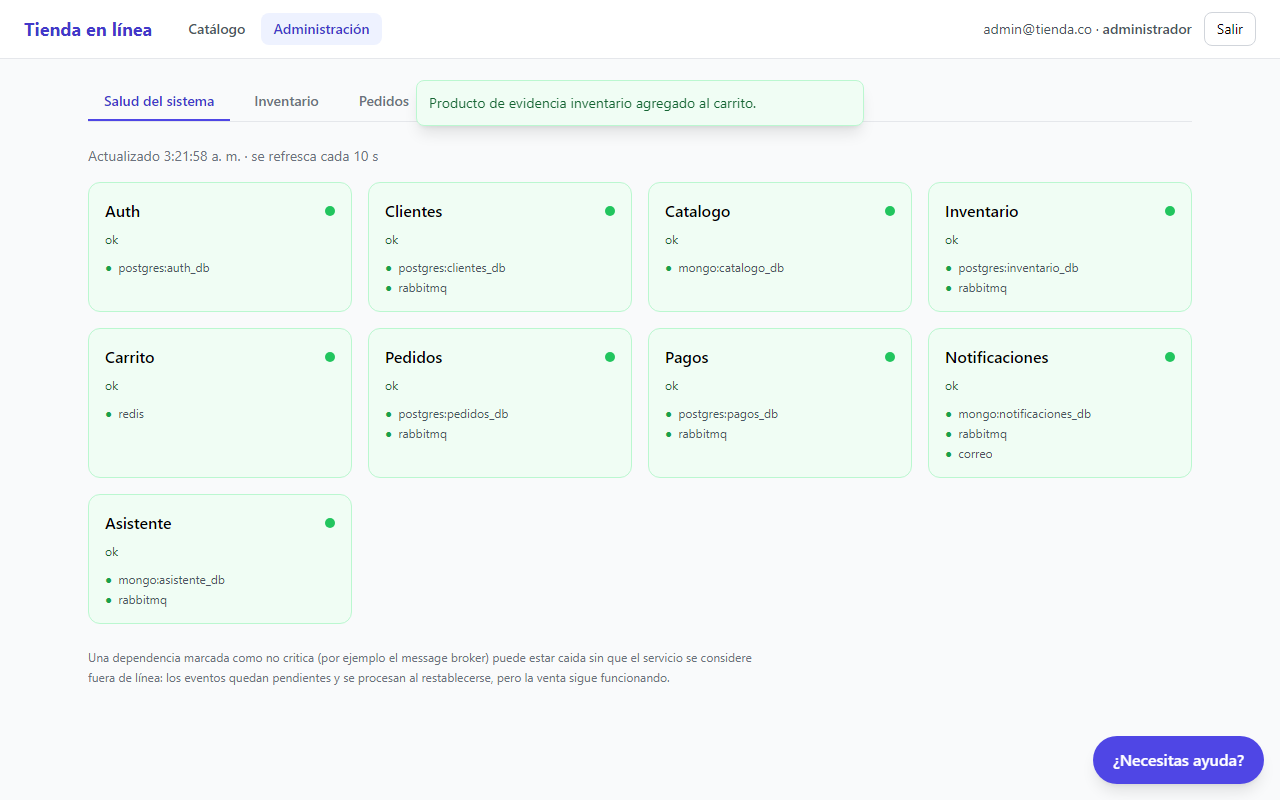 Tienda en línea
Catálogo
Administración
admin@tienda.co · administrador
Salir
Salud del sistema
Inventario
Pedidos
Producto de evidencia inventario agregado al carrito.
Actualizado 3:21:58 a. m. · se refresca cada 10 s
Auth
ok
postgres:auth_db
Clientes
ok
postgres:clientes_db
rabbitmq
Catalogo
ok
mongo:catalogo_db
Inventario
ok
postgres:inventario_db
rabbitmq
Carrito
ok
redis
Pedidos
ok
postgres:pedidos_db
rabbitmq
Pagos
ok
postgres:pagos_db
rabbitmq
Notificaciones
ok
mongo:notificaciones_db
rabbitmq
correo
Asistente
ok
mongo:asistente_db
rabbitmq
Una dependencia marcada como no critica (por ejemplo el message broker) puede estar caida sin que el servicio se considere
fuera de línea: los eventos quedan pendientes y se procesan al restablecerse, pero la venta sigue funcionando.
¿Necesitas ayuda?